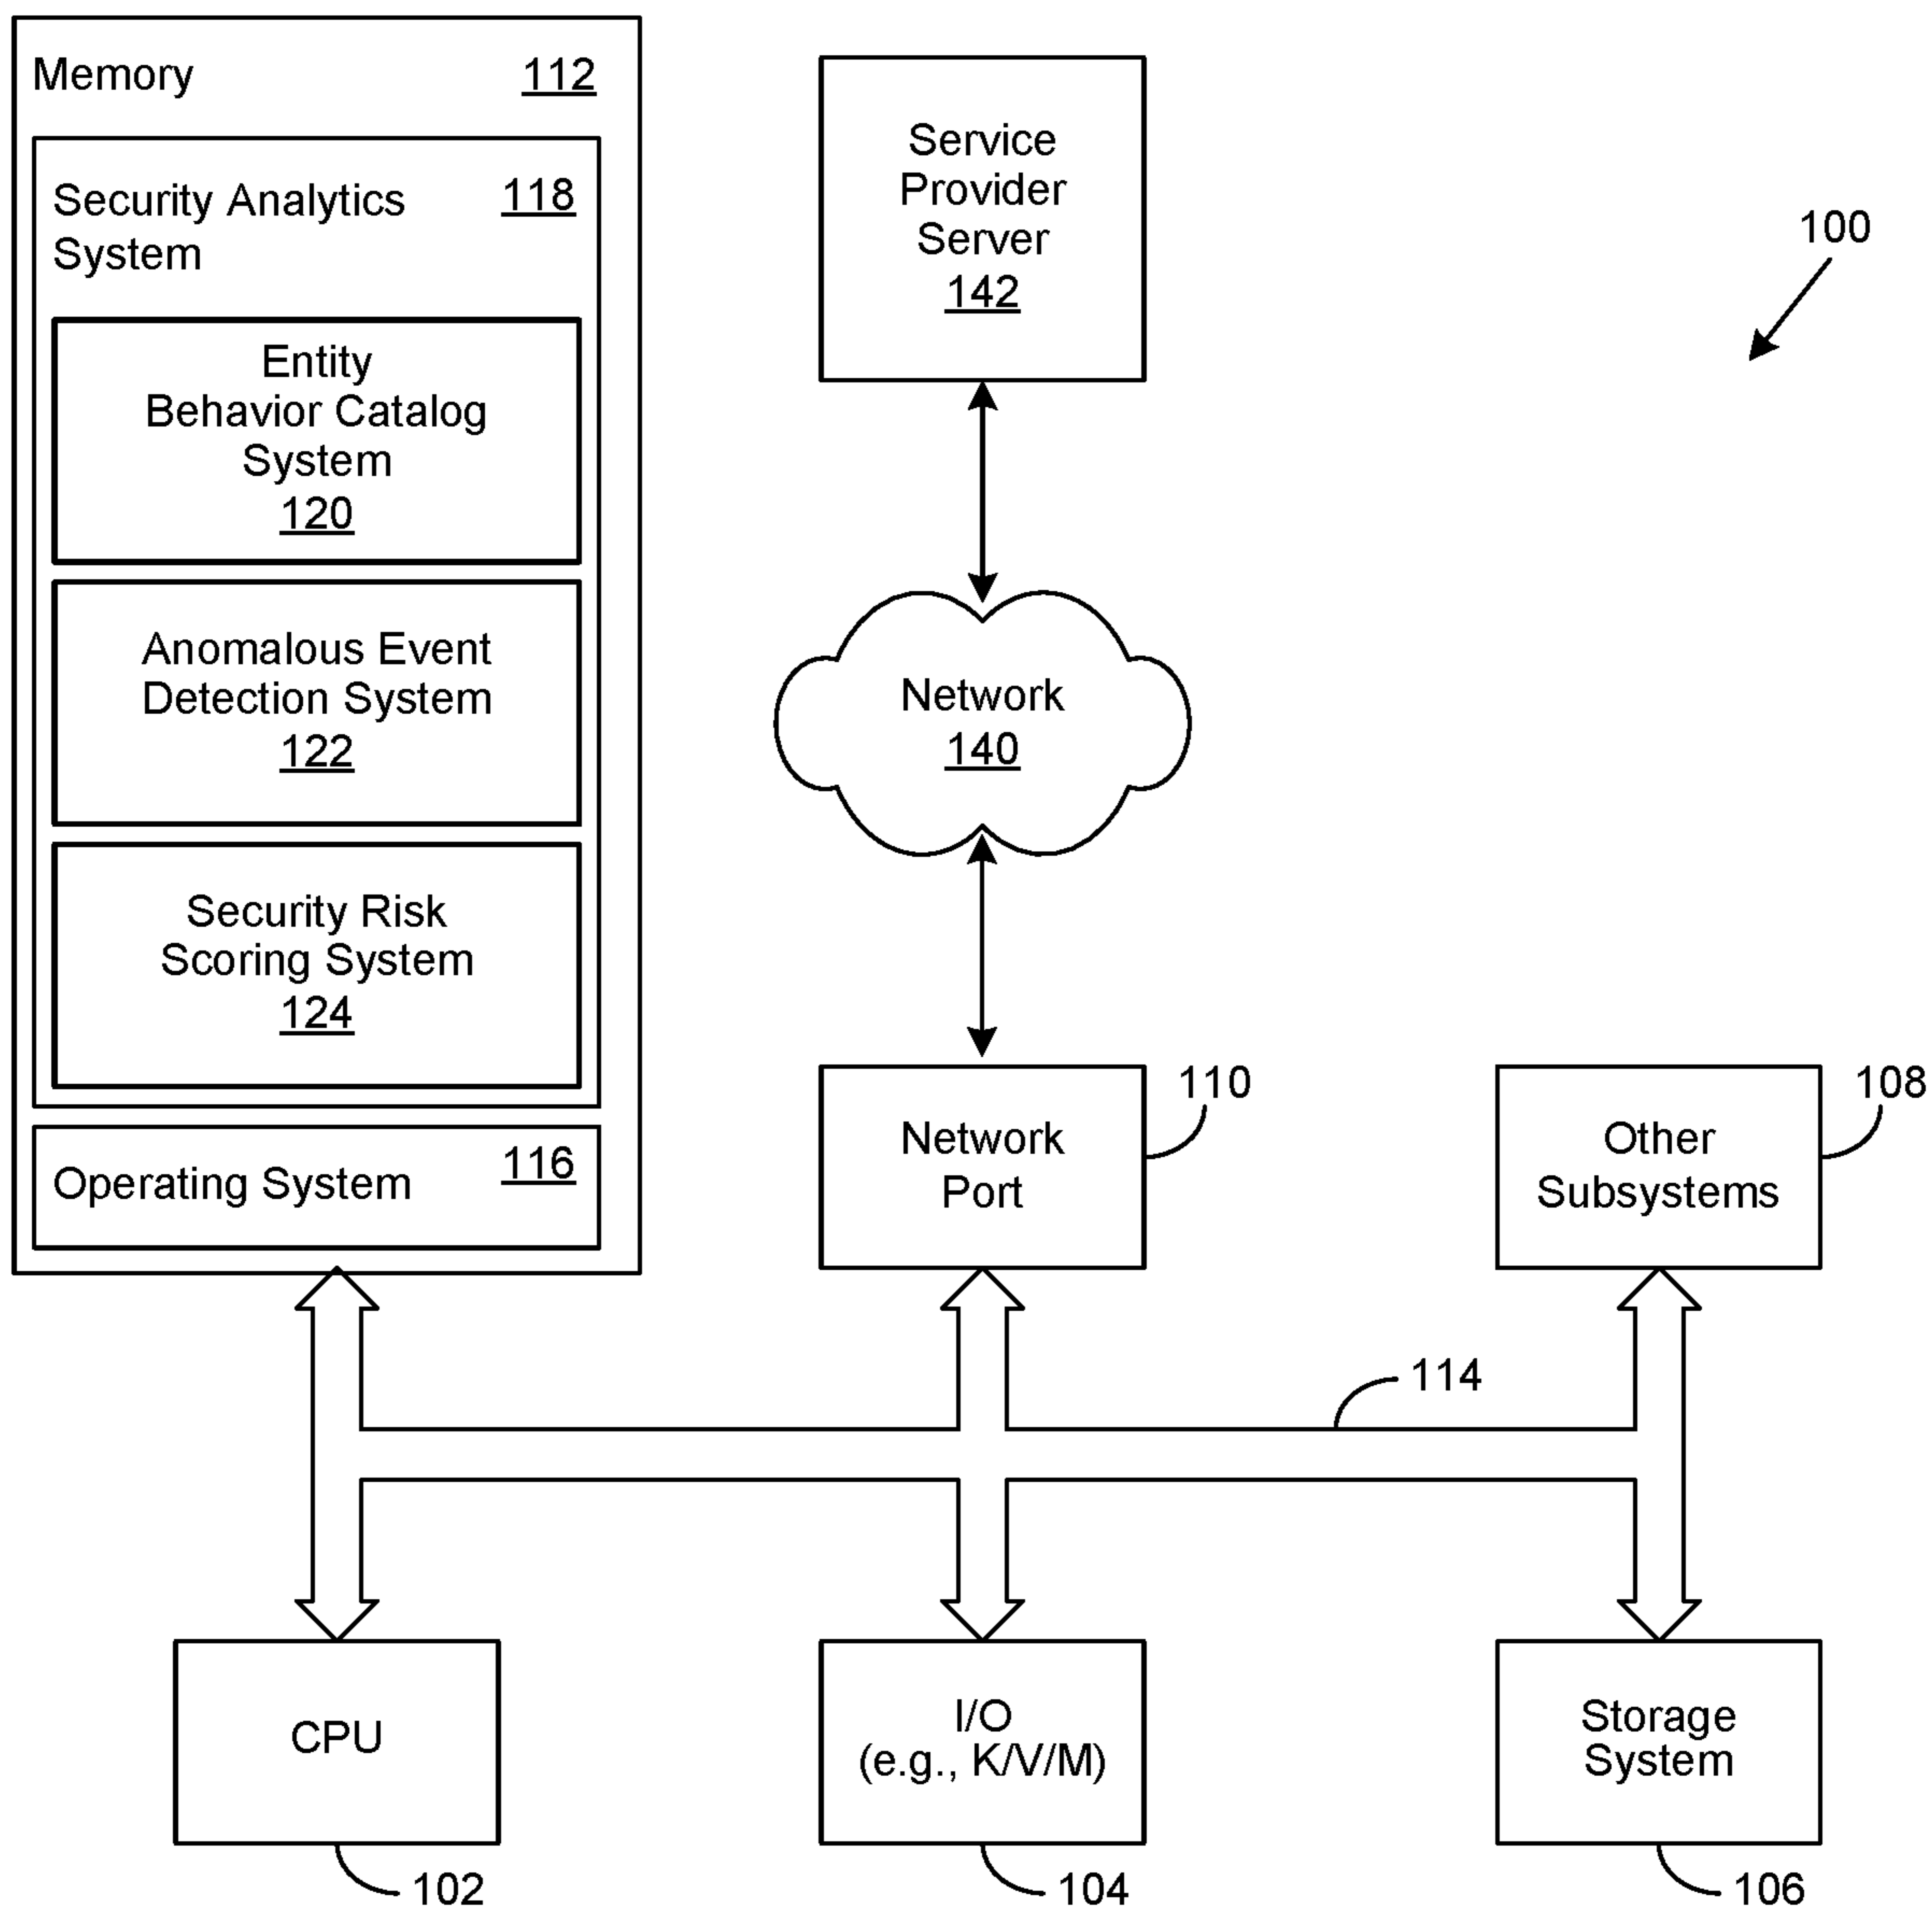 Memory 112
Security Analytics 118
System
Entity
Behavior Catalog
System
120
Anomalous Event
Detection System
122
Security Risk
Scoring System
124
Operating System 116
Service
Provider
Server
142
100
Network
140
Network
Port
110
Other
Subsystems
108
114
CPU
102
I/O
(e.g., K/V/M)
104
Storage
System
106